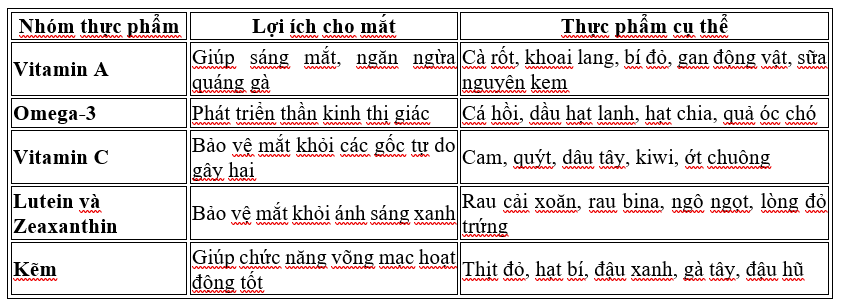 Nhóm thực phẩm	Lợi ích cho mắt	Thực phẩm cụ thể
Vitamin A	Giúp sáng mắt, ngăn ngừa quáng gà	Cà rốt, khoai lang, bí đỏ, gan động vật, sữa nguyên kem
Omega-3	Phát triển thần kinh thị giác	Cá hồi, dầu hạt lanh, hạt chia, quả óc chó
Vitamin C	Bảo vệ mắt khỏi các gốc tự do gây hại	Cam, quýt, dâu tây, kiwi, ớt chuông
Lutein và Zeaxanthin	Bảo vệ mắt khỏi ánh sáng xanh	Rau cải xoăn, rau bina, ngô ngọt, lòng đỏ trứng
Kẽm	Giúp chức năng võng mạc hoạt động tốt	Thịt đỏ, hạt bí, đậu xanh, gà tây, đậu hũ